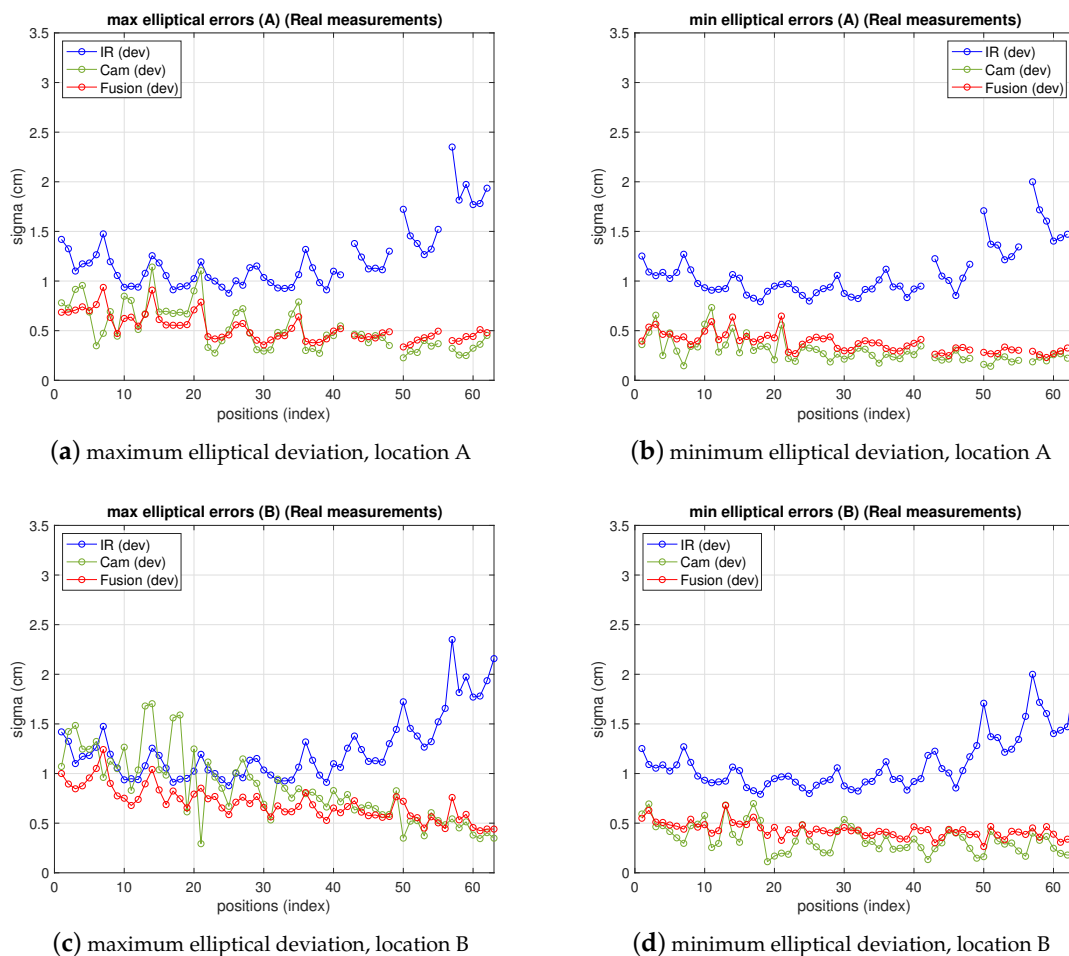 max elliptical errors (A) (Real measurements)
3.5
3
2.5
2
1.5
1
0.5
0
sigma (cm)
IR (dev)
Cam (dev)
Fusion (dev)
0 10 20 30 40 50 60
positions (index)
(a) maximum elliptical deviation, location A
min elliptical errors (A) (Real measurements)
3.5
3
2.5
2
1.5
1
0.5
0
sigma (cm)
IR (dev)
Cam (dev)
Fusion (dev)
0 10 20 30 40 50 60
positions (index)
(b) minimum elliptical deviation, location A
max elliptical errors (B) (Real measurements)
3.5
3
2.5
2
1.5
1
0.5
0
sigma (cm)
IR (dev)
Cam (dev)
Fusion (dev)
0 10 20 30 40 50 60
positions (index)
(c) maximum elliptical deviation, location B
min elliptical errors (B) (Real measurements)
3.5
3
2.5
2
1.5
1
0.5
0
sigma (cm)
IR (dev)
Cam (dev)
Fusion (dev)
0 10 20 30 40 50 60
positions (index)
(d) minimum elliptical deviation, location B